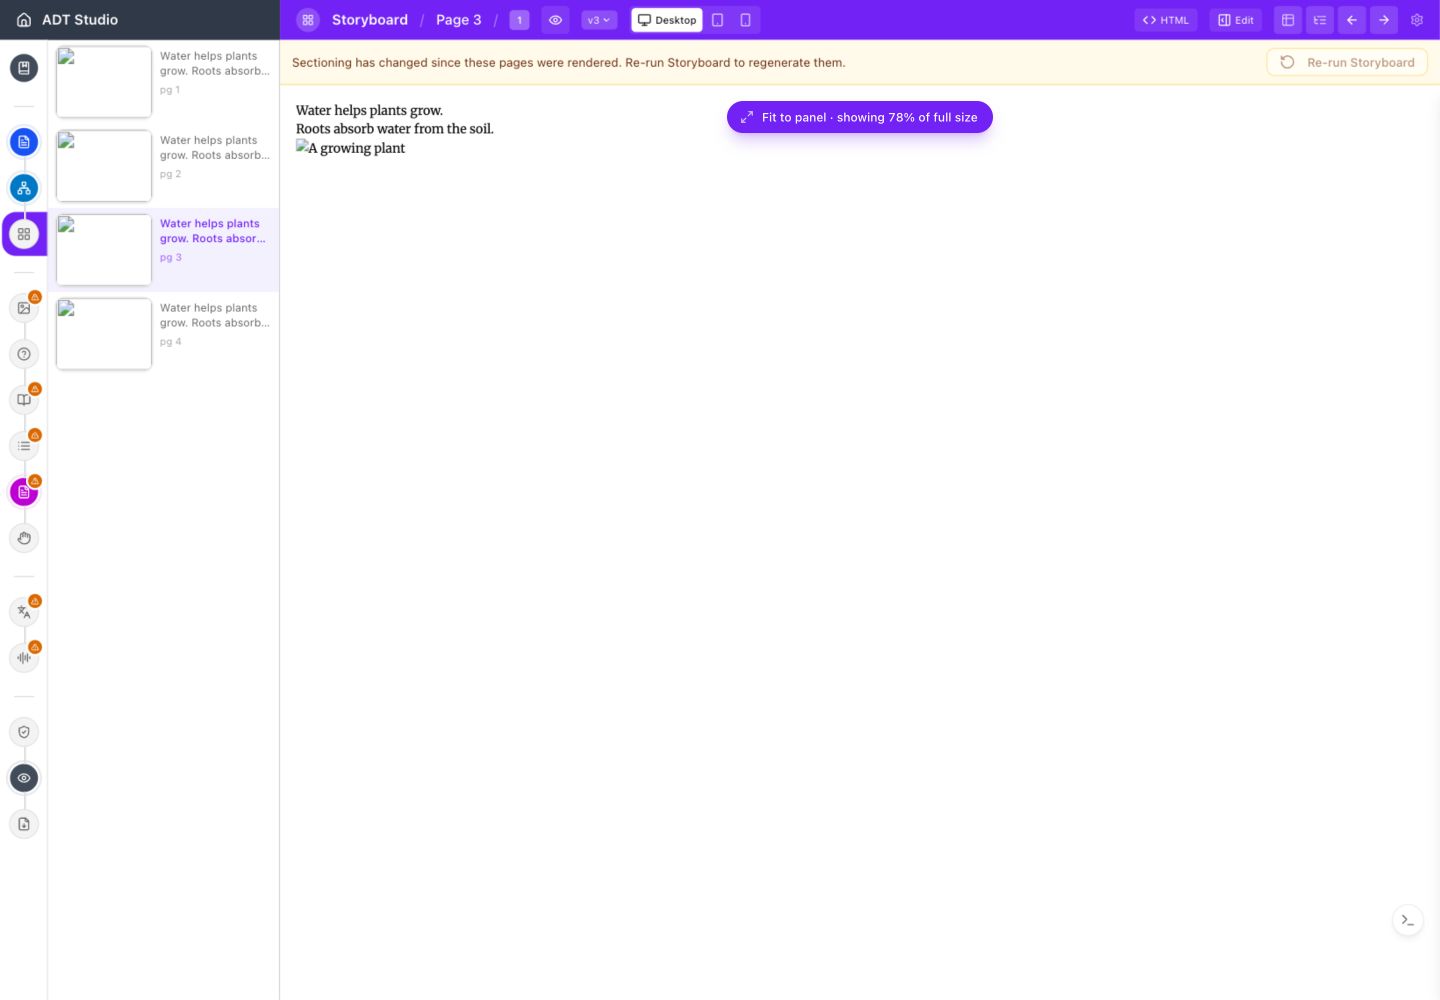 ADT Studio
Storyboard / Page 3 / 1
v3
Desktop
HTML
Edit
Water helps plants
grow. Roots absorb...
pg 1
Water helps plants
grow. Roots absorb...
pg 2
Water helps plants
grow. Roots absor...
pg 3
Water helps plants
grow. Roots absorb...
pg 4
Sectioning has changed since these pages were rendered. Re-run Storyboard to regenerate them.
Re-run Storyboard
Water helps plants grow.
Roots absorb water from the soil.
A growing plant
Fit to panel · showing 78% of full size